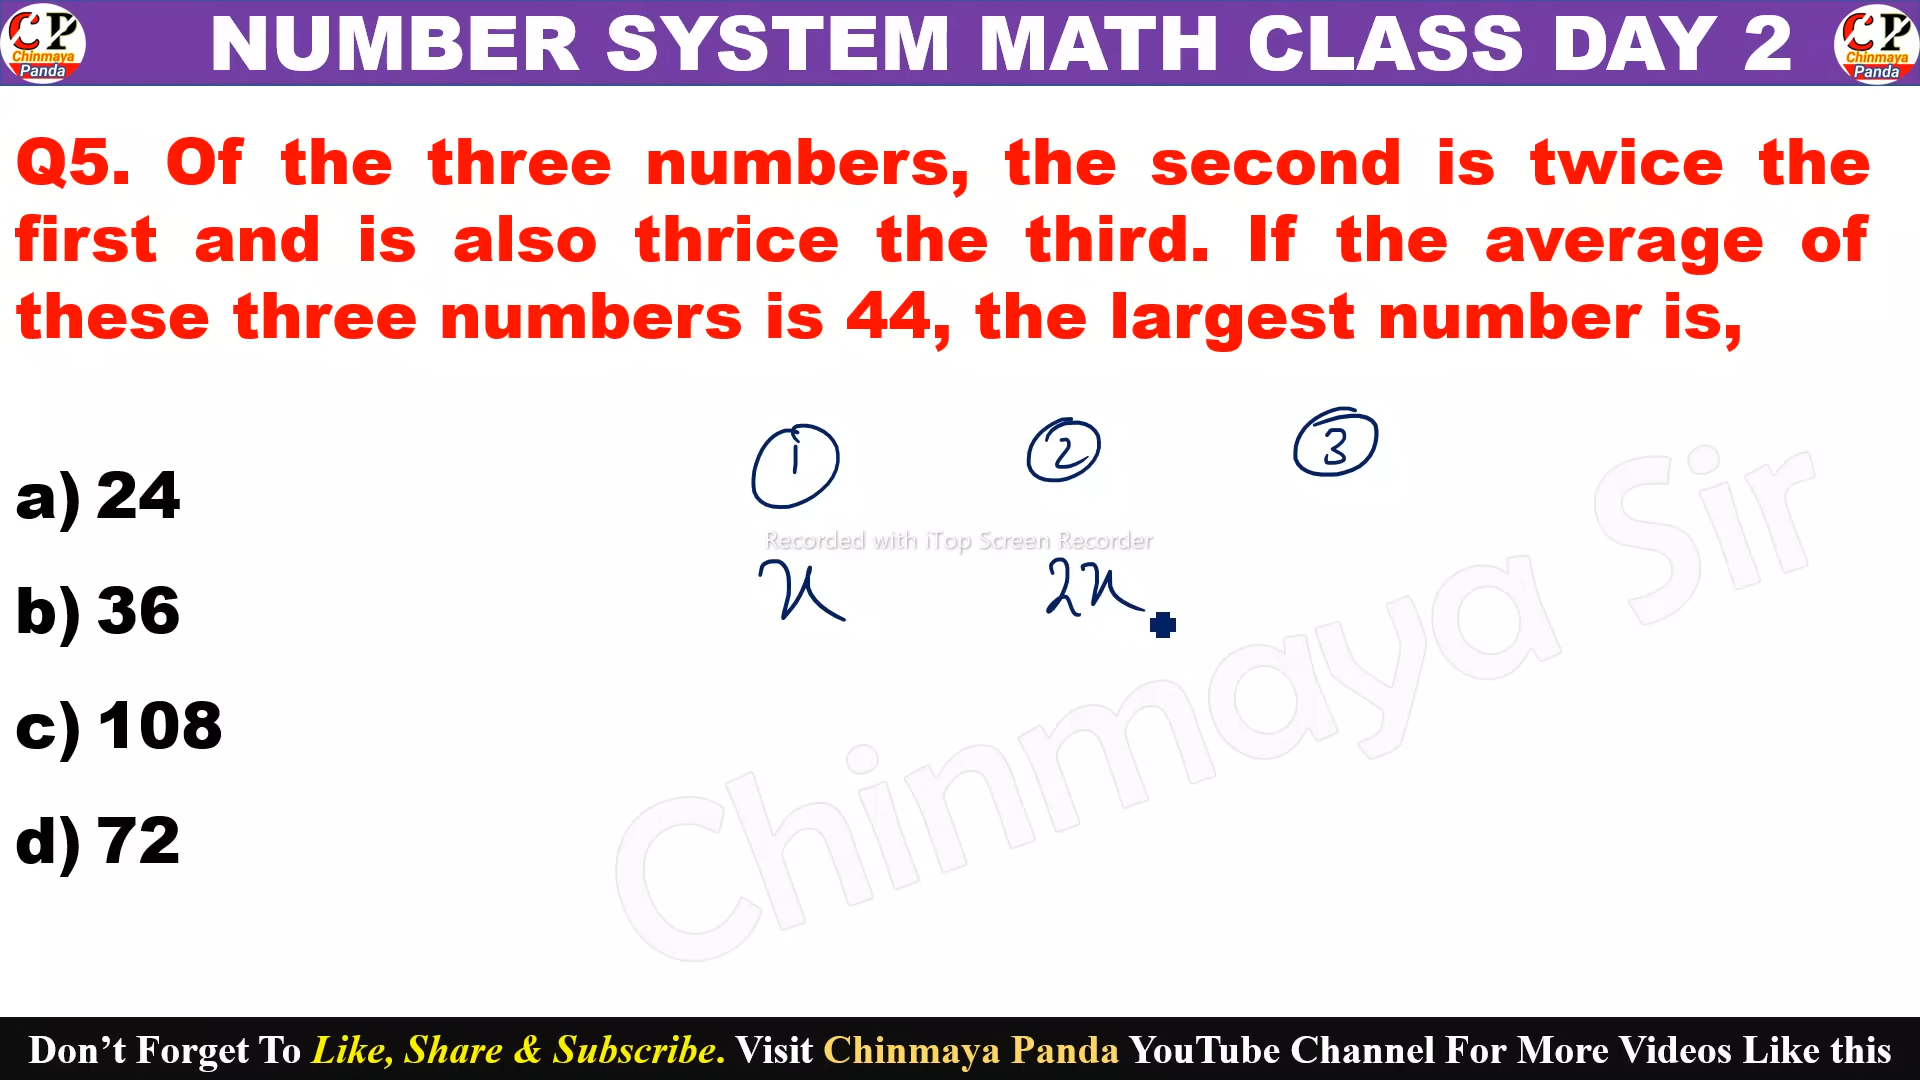 CP Chinmaya Panda NUMBER SYSTEM MATH CLASS DAY 2 CP Chinmaya Panda
Q5. Of the three numbers, the second is twice the
first and is also thrice the third. If the average of
these three numbers is 44, the largest number is,
1 2 3
a) 24
Recorded with iTop Screen Recorder
x 2x
b) 36
c) 108
d) 72
Chinmaya Sir
Don't Forget To Like, Share & Subscribe. Visit Chinmaya Panda YouTube Channel For More Videos Like this